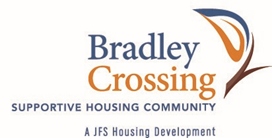 Bradley
Crossing
SUPPORTIVE HOUSING COMMUNITY
A JFS Housing Development